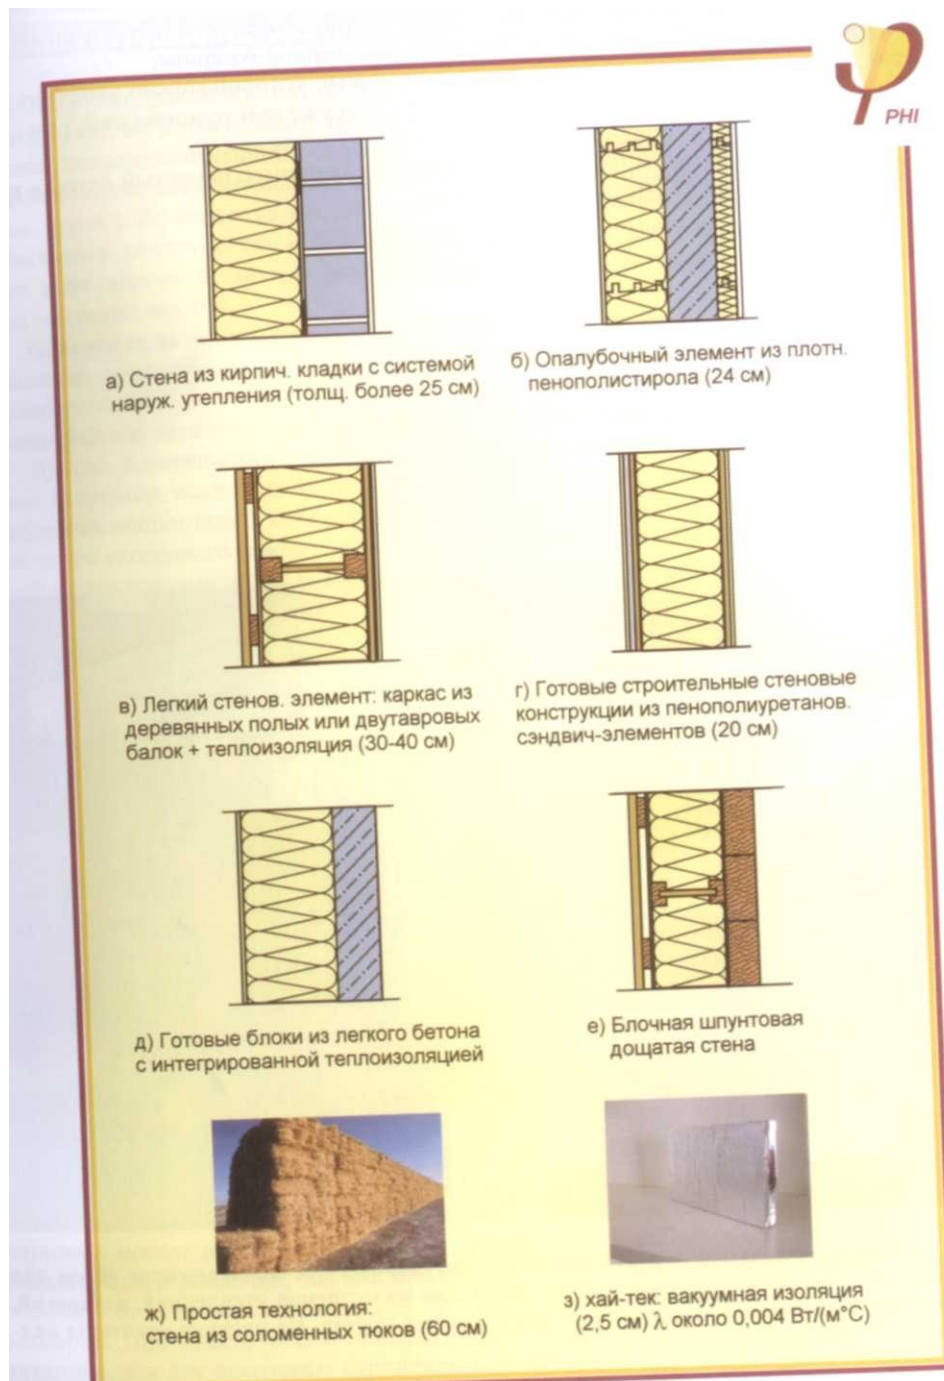 PHI
а) Стена из кирпич. кладки с системой
наруж. утепления (толщ. более 25 см)
б) Опалубочный элемент из плотн.
пенополистирола (24 см)
в) Легкий стенов. элемент: каркас из
деревянных полых или двутавровых
балок + теплоизоляция (30-40 см)
г) Готовые строительные стеновые
конструкции из пенополиуретанов.
сэндвич-элементов (20 см)
д) Готовые блоки из легкого бетона
с интегрированной теплоизоляцией
е) Блочная шпунтовая
дощатая стена
ж) Простая технология:
стена из соломенных тюков (60 см)
з) хай-тек: вакуумная изоляция
(2,5 см) λ около 0,004 Вт/(м°С)